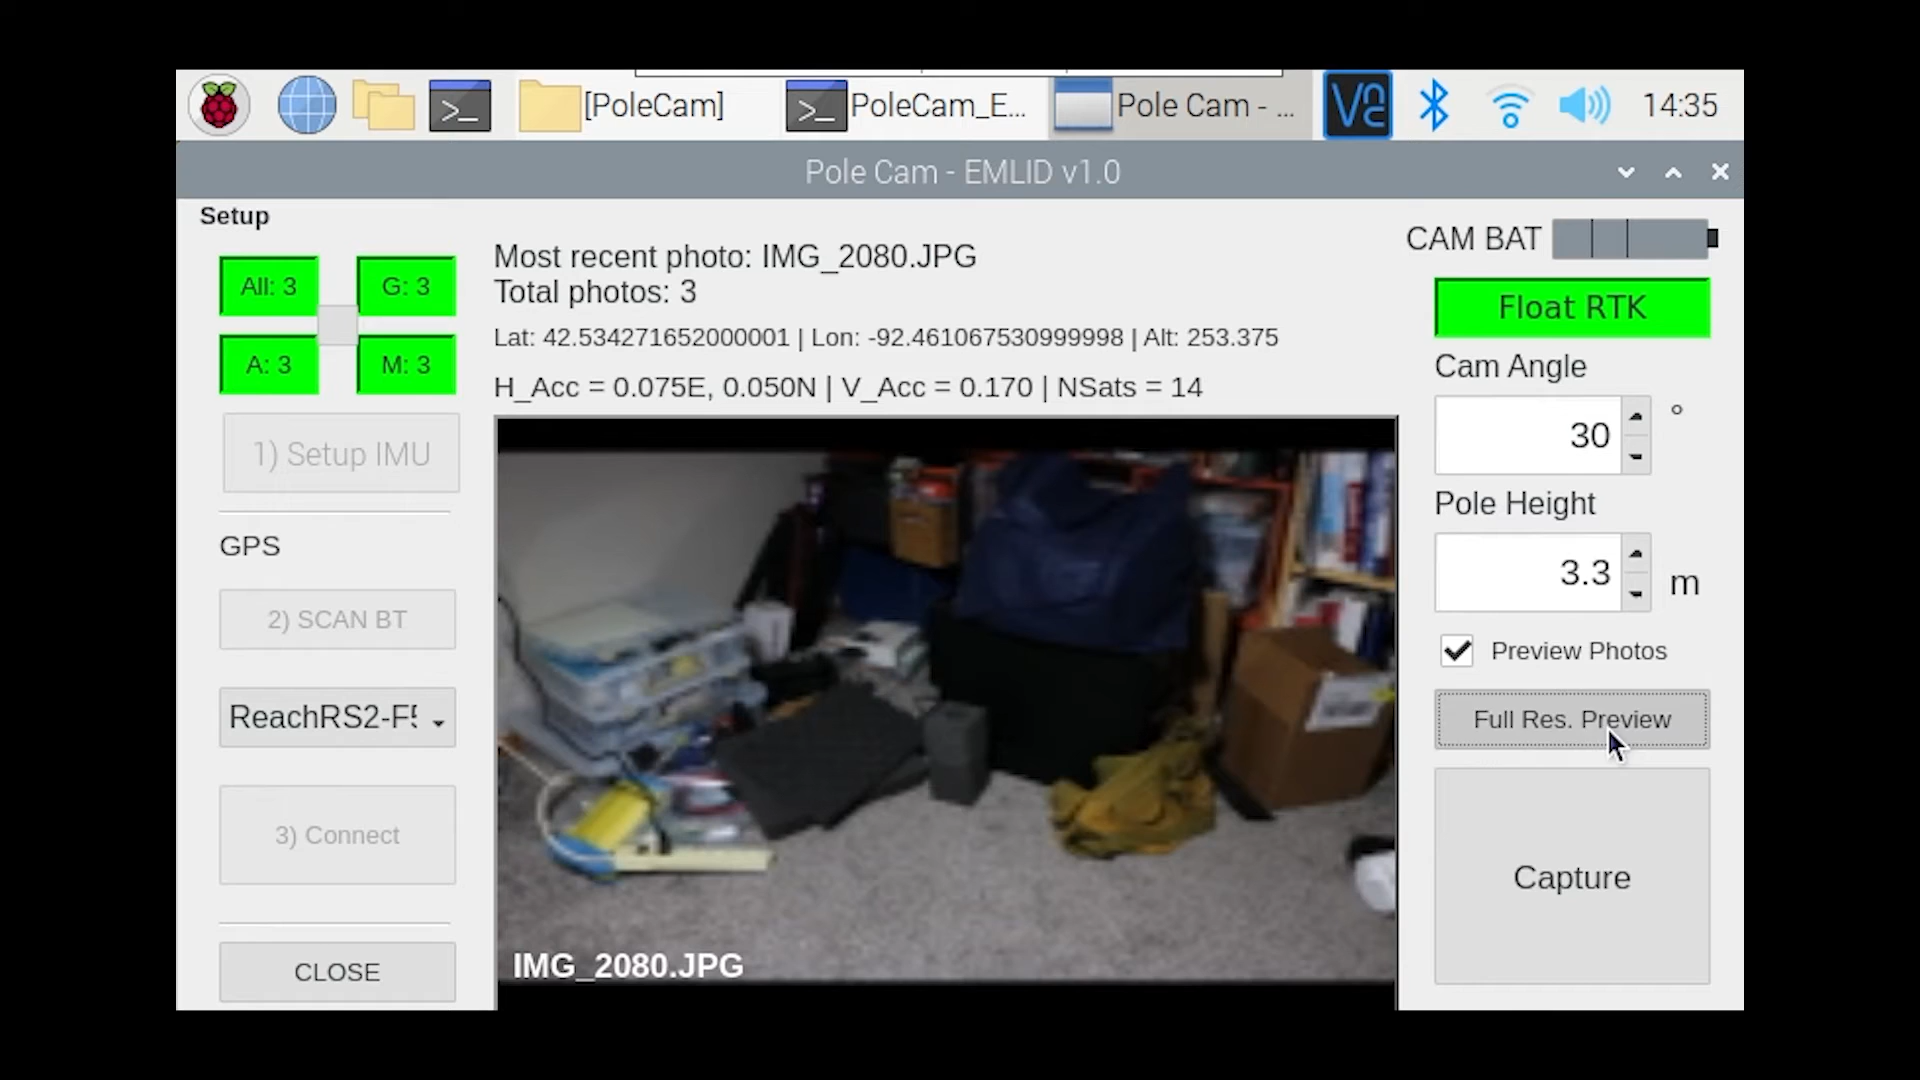 [PoleCam]
PoleCam_E...
Pole Cam - ...
14:35
Pole Cam - EMLID v1.0
Setup
All: 3
G: 3
A: 3
M: 3
1) Setup IMU
GPS
2) SCAN BT
ReachRS2-F
3) Connect
CLOSE
Most recent photo: IMG_2080.JPG
Total photos: 3
Lat: 42.534271652000001 | Lon: -92.461067530999998 | Alt: 253.375
H_Acc = 0.075E, 0.050N | V_Acc = 0.170 | NSats = 14
IMG_2080.JPG
CAM BAT
Float RTK
Cam Angle
30 °
Pole Height
3.3 m
Preview Photos
Full Res. Preview
Capture